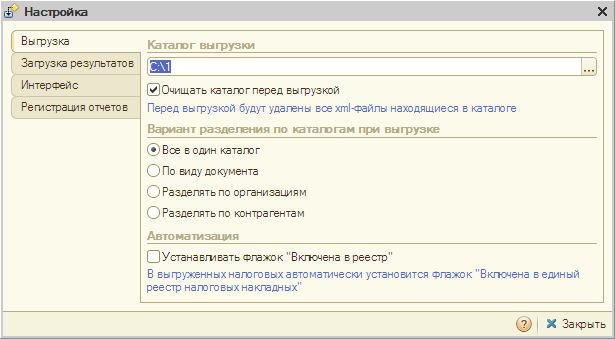 Настройка
Выгрузка
Загрузка результатов
Интерфейс
Регистрация отчетов
Каталог выгрузки
C:\1
...
Очищать каталог перед выгрузкой
Перед выгрузкой будут удалены все xml-файлы находящиеся в каталоге
Вариант разделения по каталогам при выгрузке
Все в один каталог
По виду документа
Разделять по организациям
Разделять по контрагентам
Автоматизация
Устанавливать флажок "Включена в реестр"
В выгруженных налоговых автоматически установится флажок "Включена в единый
реестр налоговых накладных"
? Закрыть